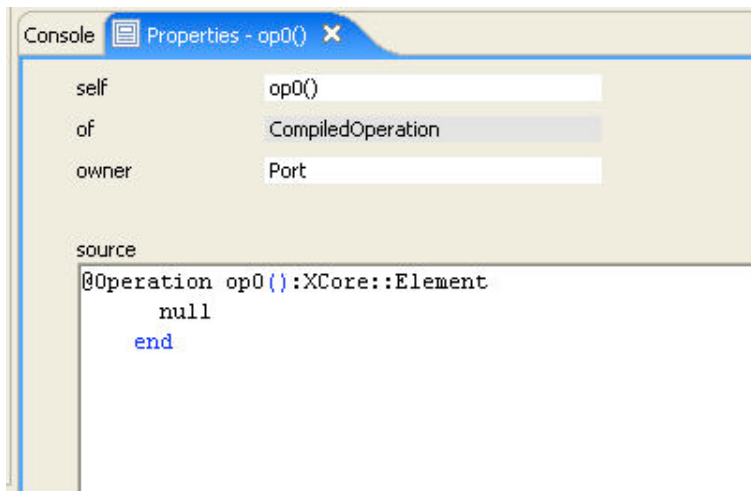 Console Properties - op0()
self op0()
of CompiledOperation
owner Port
source
@Operation op0():XCore::Element
null
end